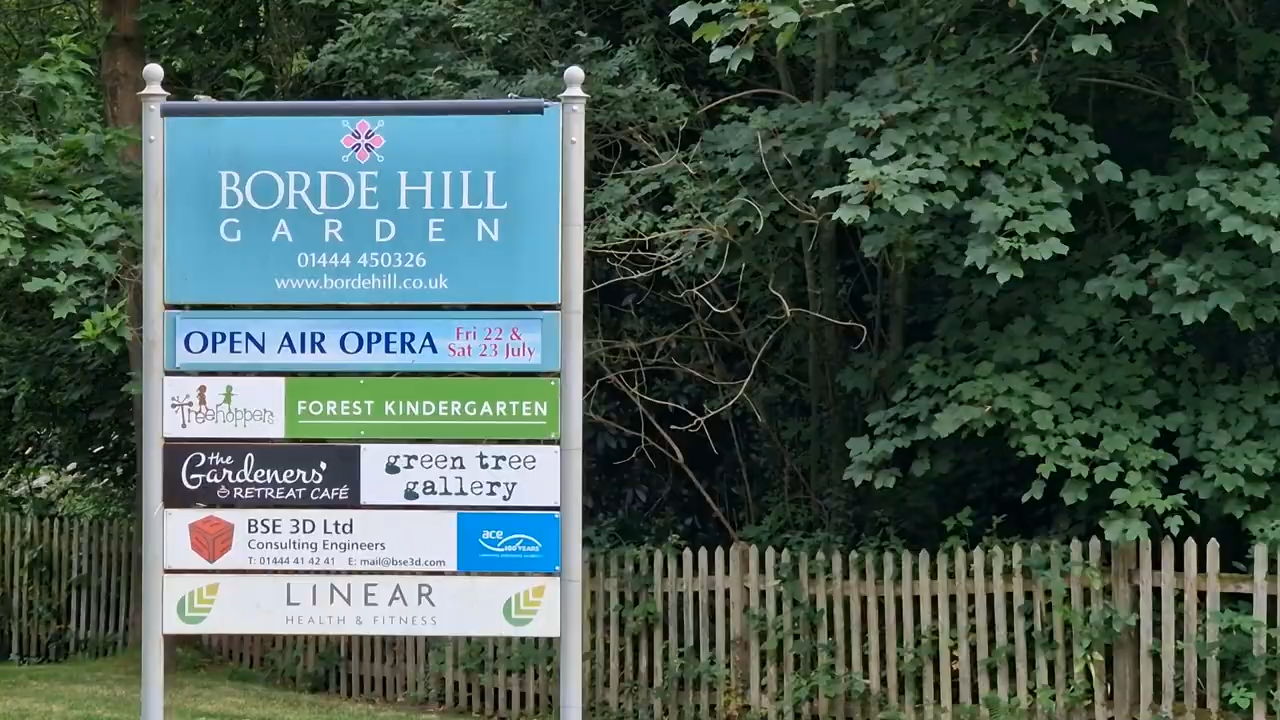 BORDE HILL
GARDEN
01444 450326
www.bordehill.co.uk
OPEN AIR OPERA
Fri 22 &
Sat 23 July
Treehoppers
FOREST KINDERGARTEN
the
Gardeners'
RETREAT CAFÉ
green tree
gallery
BSE 3D Ltd
Consulting Engineers
T: 01444 41 42 41 E: mail@bse3d.com
ace
100 YEARS
LINEAR
HEALTH & FITNESS